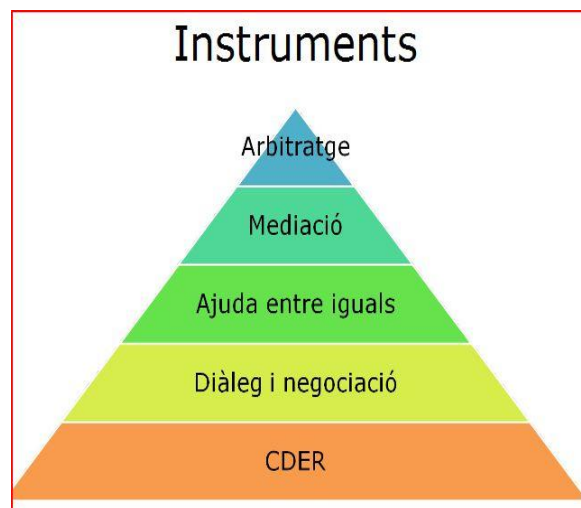 Instruments
Arbitratge
Mediació
Ajuda entre iguals
Diàleg i negociació
CDER